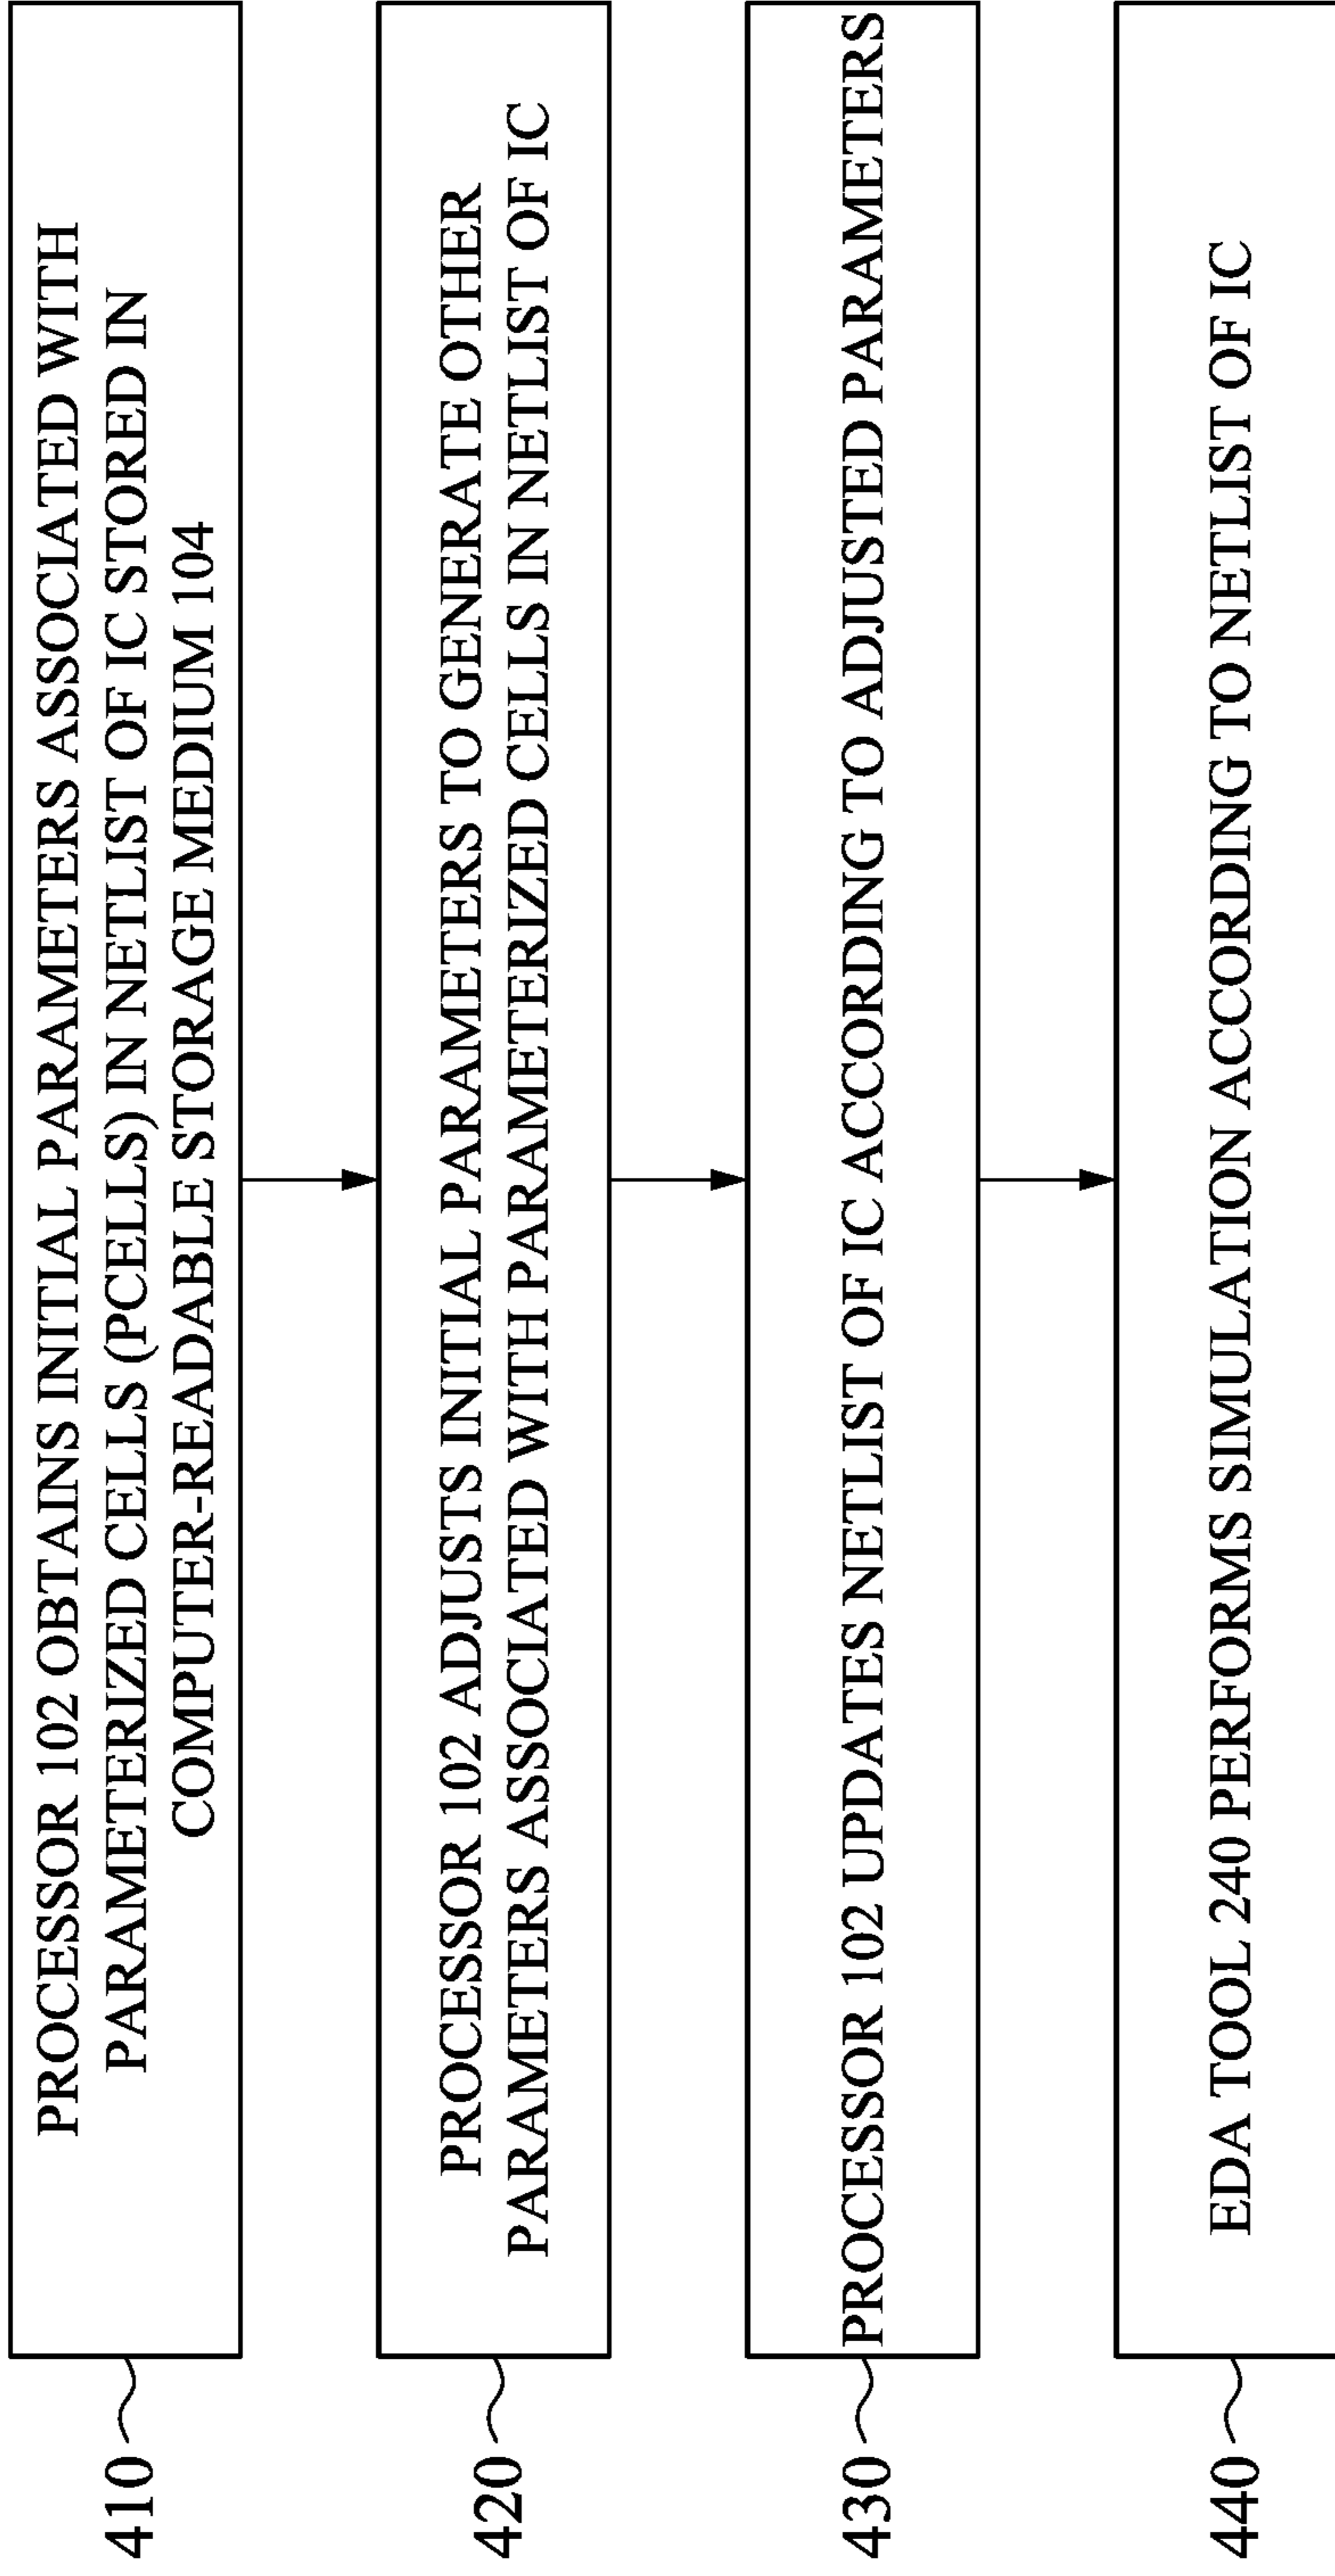 410
PROCESSOR 102 OBTAINS INITIAL PARAMETERS ASSOCIATED WITH
PARAMETERIZED CELLS (PCELLS) IN NETLIST OF IC STORED IN
COMPUTER-READABLE STORAGE MEDIUM 104
420
PROCESSOR 102 ADJUSTS INITIAL PARAMETERS TO GENERATE OTHER
PARAMETERS ASSOCIATED WITH PARAMETERIZED CELLS IN NETLIST OF IC
430
PROCESSOR 102 UPDATES NETLIST OF IC ACCORDING TO ADJUSTED PARAMETERS
440
EDA TOOL 240 PERFORMS SIMULATION ACCORDING TO NETLIST OF IC